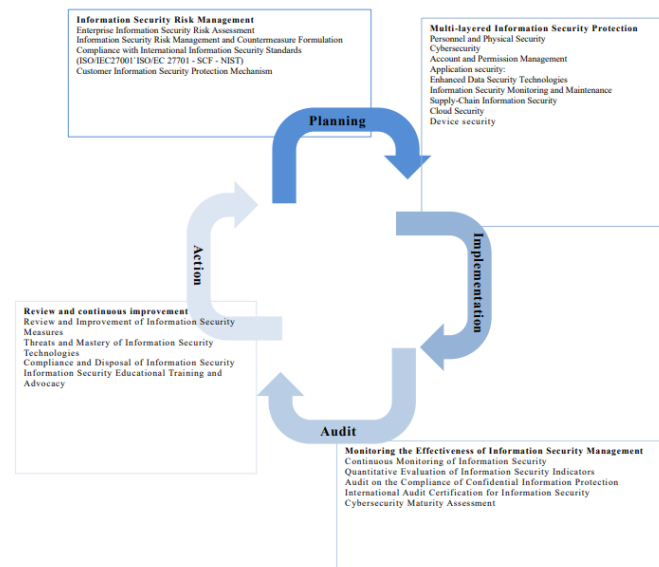 Information Security Risk Management
Enterprise Information Security Risk Assessment
Information Security Risk Management and Countermeasure Formulation
Compliance with International Information Security Standards
(ISO/IEC27001`ISO/EC 27701 - SCF - NIST)
Customer Information Security Protection Mechanism
Multi-layered Information Security Protection
Personnel and Physical Security
Cybersecurity
Account and Permission Management
Application security:
Enhanced Data Security Technologies
Information Security Monitoring and Maintenance
Supply-Chain Information Security
Cloud Security
Device security
Planning
Implementation
Action
Audit
Review and continuous improvement
Review and Improvement of Information Security
Measures
Threats and Mastery of Information Security
Technologies
Compliance and Disposal of Information Security
Information Security Educational Training and
Advocacy
Monitoring the Effectiveness of Information Security Management
Continuous Monitoring of Information Security
Quantitative Evaluation of Information Security Indicators
Audit on the Compliance of Confidential Information Protection
International Audit Certification for Information Security
Cybersecurity Maturity Assessment